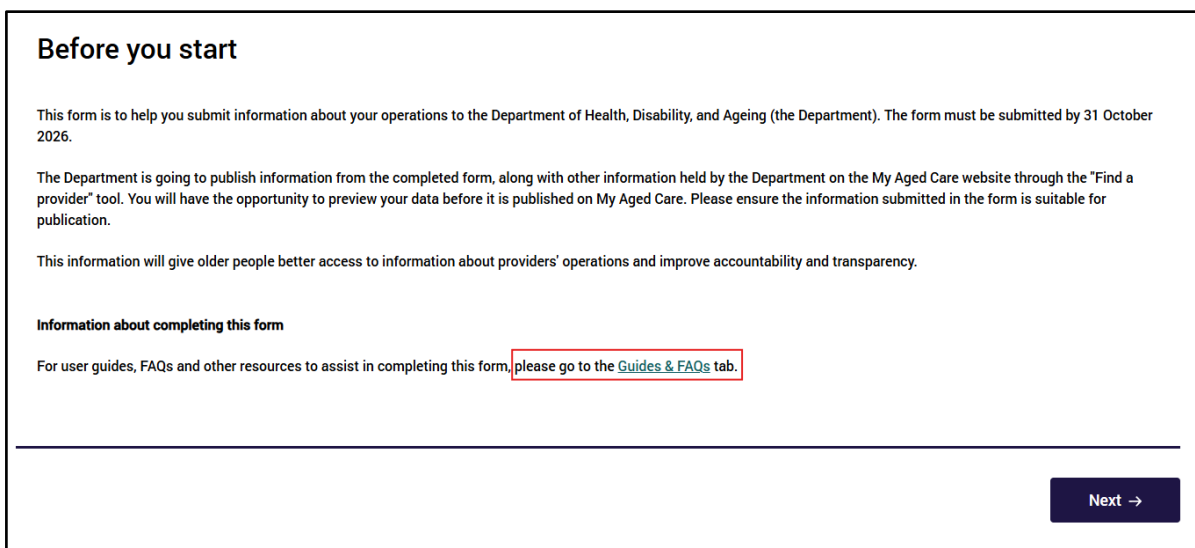 Before you start
This form is to help you submit information about your operations to the Department of Health, Disability, and Ageing (the Department). The form must be submitted by 31 October
2026.
The Department is going to publish information from the completed form, along with other information held by the Department on the My Aged Care website through the "Find a
provider" tool. You will have the opportunity to preview your data before it is published on My Aged Care. Please ensure the information submitted in the form is suitable for
publication.
This information will give older people better access to information about providers' operations and improve accountability and transparency.
Information about completing this form
For user guides, FAQs and other resources to assist in completing this form, please go to the Guides & FAQs tab.
Next →